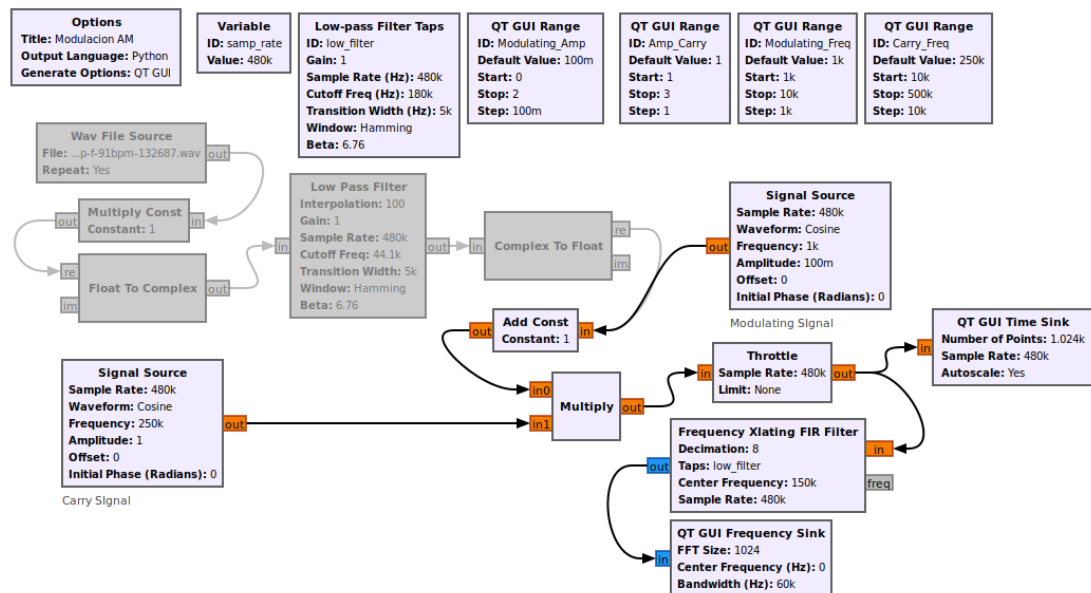 Options
Title: Modulacion AM
Output Language: Python
Generate Options: QT GUI
Variable
ID: samp_rate
Value: 480k
Low-pass Filter Taps
ID: low_filter
Gain: 1
Sample Rate (Hz): 480k
Cutoff Freq (Hz): 180k
Transition Width (Hz): 5k
Window: Hamming
Beta: 6.76
QT GUI Range
ID: Modulating_Amp
Default Value: 100m
Start: 0
Stop: 2
Step: 100m
QT GUI Range
ID: Amp_Carry
Default Value: 1
Start: 1
Stop: 3
Step: 1
QT GUI Range
ID: Modulating_Freq
Default Value: 1k
Start: 1k
Stop: 10k
Step: 1k
QT GUI Range
ID: Carry_Freq
Default Value: 250k
Start: 10k
Stop: 500k
Step: 10k
Wav File Source
File: ...p-f-91bpm-132687.wav
Repeat: Yes
out
Multiply Const
Constant: 1
out
in
Float To Complex
re
im
out
Low Pass Filter
Interpolation: 100
Gain: 1
Sample Rate: 480k
Cutoff Freq: 44.1k
Transition Width: 5k
Window: Hamming
Beta: 6.76
in
out
Complex To Float
in
re
im
Signal Source
Sample Rate: 480k
Waveform: Cosine
Frequency: 1k
Amplitude: 100m
Offset: 0
Initial Phase (Radians): 0
out
Modulating SIgnal
Add Const
Constant: 1
out
in
Signal Source
Sample Rate: 480k
Waveform: Cosine
Frequency: 250k
Amplitude: 1
Offset: 0
Initial Phase (Radians): 0
out
Carry SIgnal
Multiply
in0
in1
out
Throttle
Sample Rate: 480k
Limit: None
in
out
QT GUI Time Sink
Number of Points: 1.024k
Sample Rate: 480k
Autoscale: Yes
in
Frequency Xlating FIR Filter
Decimation: 8
Taps: low_filter
Center Frequency: 150k
Sample Rate: 480k
out
in
freq
QT GUI Frequency Sink
FFT Size: 1024
Center Frequency (Hz): 0
Bandwidth (Hz): 60k
in